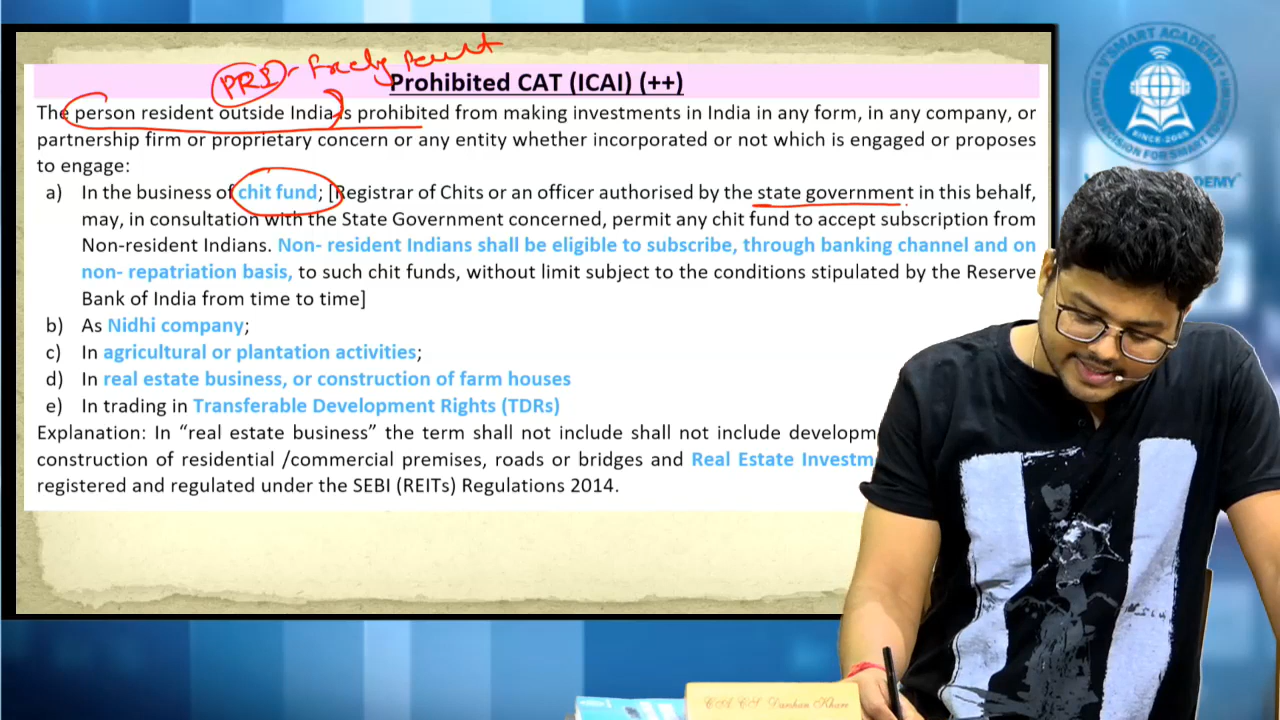 PRI - Freely Permit
Prohibited CAT (ICAI) (++)
The person resident outside India is prohibited from making investments in India in any form, in any company, or
partnership firm or proprietary concern or any entity whether incorporated or not which is engaged or proposes
to engage:
a) In the business of chit fund; [Registrar of Chits or an officer authorised by the state government in this behalf,
may, in consultation with the State Government concerned, permit any chit fund to accept subscription from
Non-resident Indians. Non- resident Indians shall be eligible to subscribe, through banking channel and on
non- repatriation basis, to such chit funds, without limit subject to the conditions stipulated by the Reserve
Bank of India from time to time]
b) As Nidhi company;
c) In agricultural or plantation activities;
d) In real estate business, or construction of farm houses
e) In trading in Transferable Development Rights (TDRs)
Explanation: In “real estate business” the term shall not include shall not include developm
construction of residential /commercial premises, roads or bridges and Real Estate Investm
registered and regulated under the SEBI (REITs) Regulations 2014.
VSMART ACADEMY
SINCE-2025
DEMY
CA CS Darshan Khare